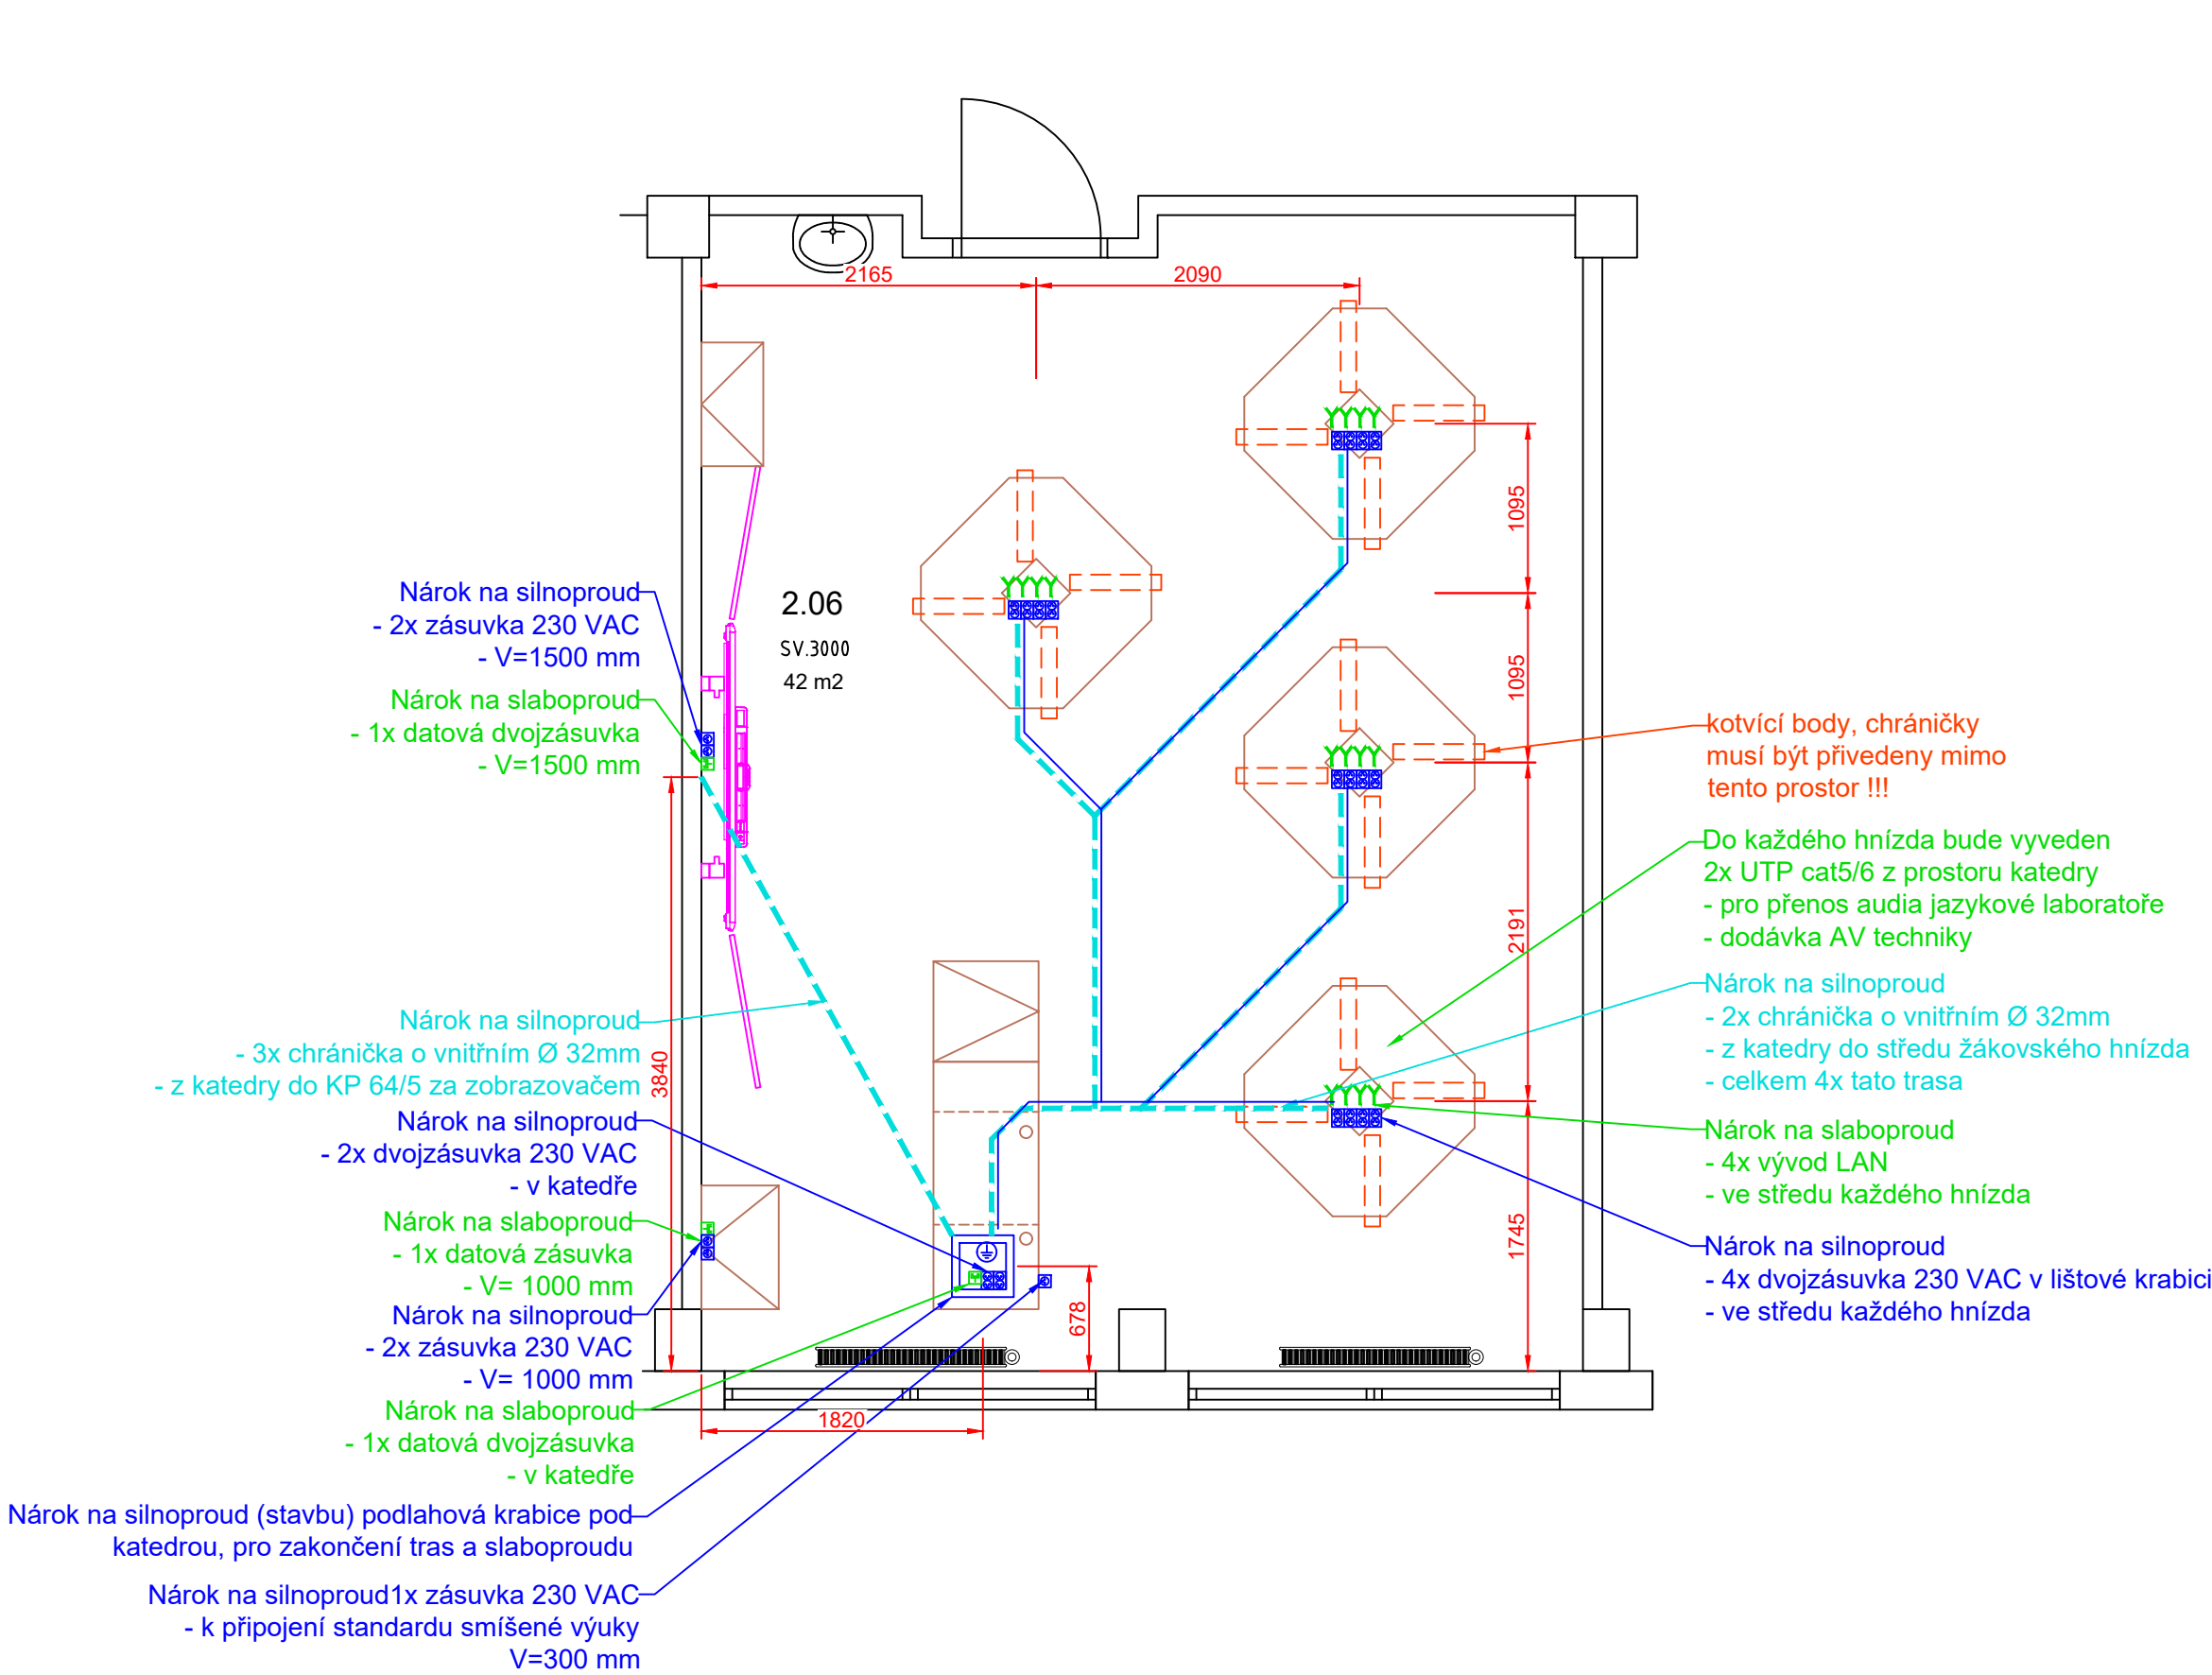 2165
2090
1095
1095
2191
1745
3840
678
1820
2.06
SV.3000
42 m2
Nárok na silnoproud
- 2x zásuvka 230 VAC
- V=1500 mm
Nárok na slaboproud
- 1x datová dvojzásuvka
- V=1500 mm
Nárok na silnoproud
- 3x chránička o vnitřním Ø 32mm
- z katedry do KP 64/5 za zobrazovačem
Nárok na silnoproud
- 2x dvojzásuvka 230 VAC
- v katedře
Nárok na slaboproud
- 1x datová zásuvka
- V= 1000 mm
Nárok na silnoproud
- 2x zásuvka 230 VAC
- V= 1000 mm
Nárok na slaboproud
- 1x datová dvojzásuvka
- v katedře
Nárok na silnoproud (stavbu) podlahová krabice pod
katedrou, pro zakončení tras a slaboproudu
Nárok na silnoproud1x zásuvka 230 VAC
- k připojení standardu smíšené výuky
V=300 mm
kotvící body, chráničky
musí být přivedeny mimo
tento prostor !!!
Do každého hnízda bude vyveden
2x UTP cat5/6 z prostoru katedry
- pro přenos audia jazykové laboratoře
- dodávka AV techniky
Nárok na silnoproud
- 2x chránička o vnitřním Ø 32mm
- z katedry do středu žákovského hnízda
- celkem 4x tato trasa
Nárok na slaboproud
- 4x vývod LAN
- ve středu každého hnízda
Nárok na silnoproud
- 4x dvojzásuvka 230 VAC v lištové krabici
- ve středu každého hnízda